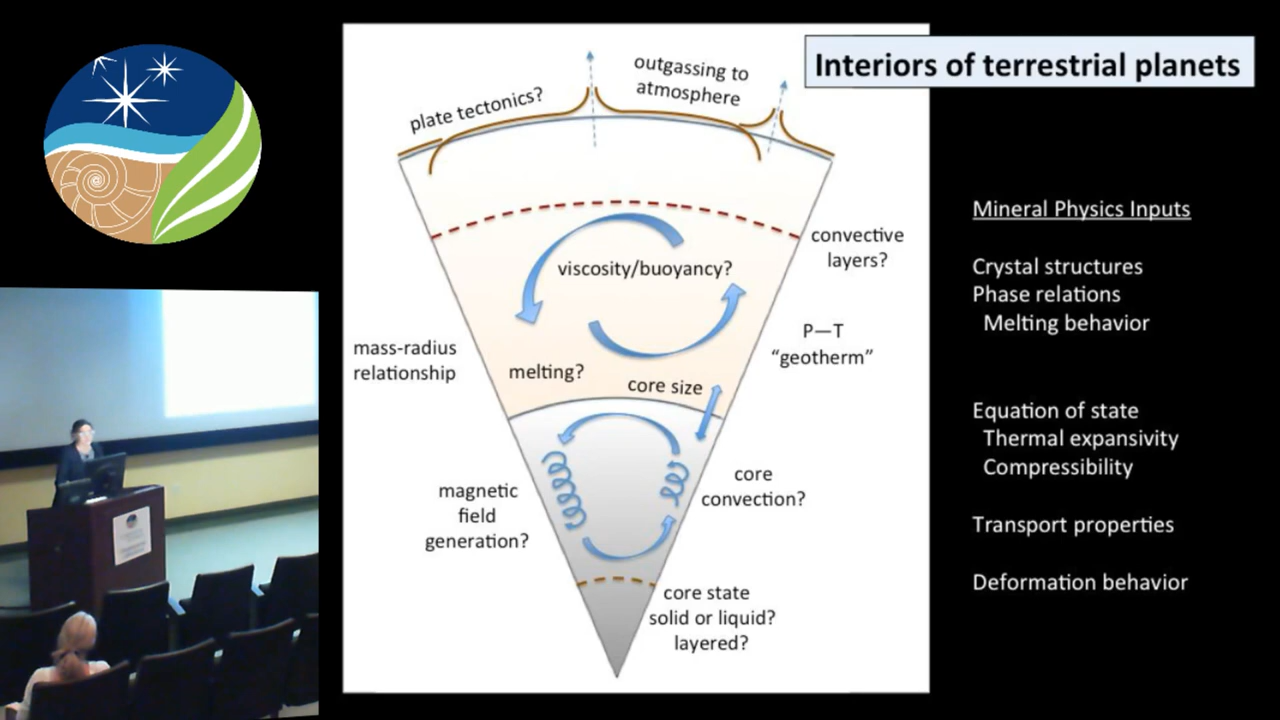 Interiors of terrestrial planets
plate tectonics?
outgassing to
atmosphere
convective
layers?
viscosity/buoyancy?
P—T
"geotherm"
mass-radius
relationship
melting?
core size
core
convection?
magnetic
field
generation?
core state
solid or liquid?
layered?
Mineral Physics Inputs
Crystal structures
Phase relations
Melting behavior
Equation of state
Thermal expansivity
Compressibility
Transport properties
Deformation behavior